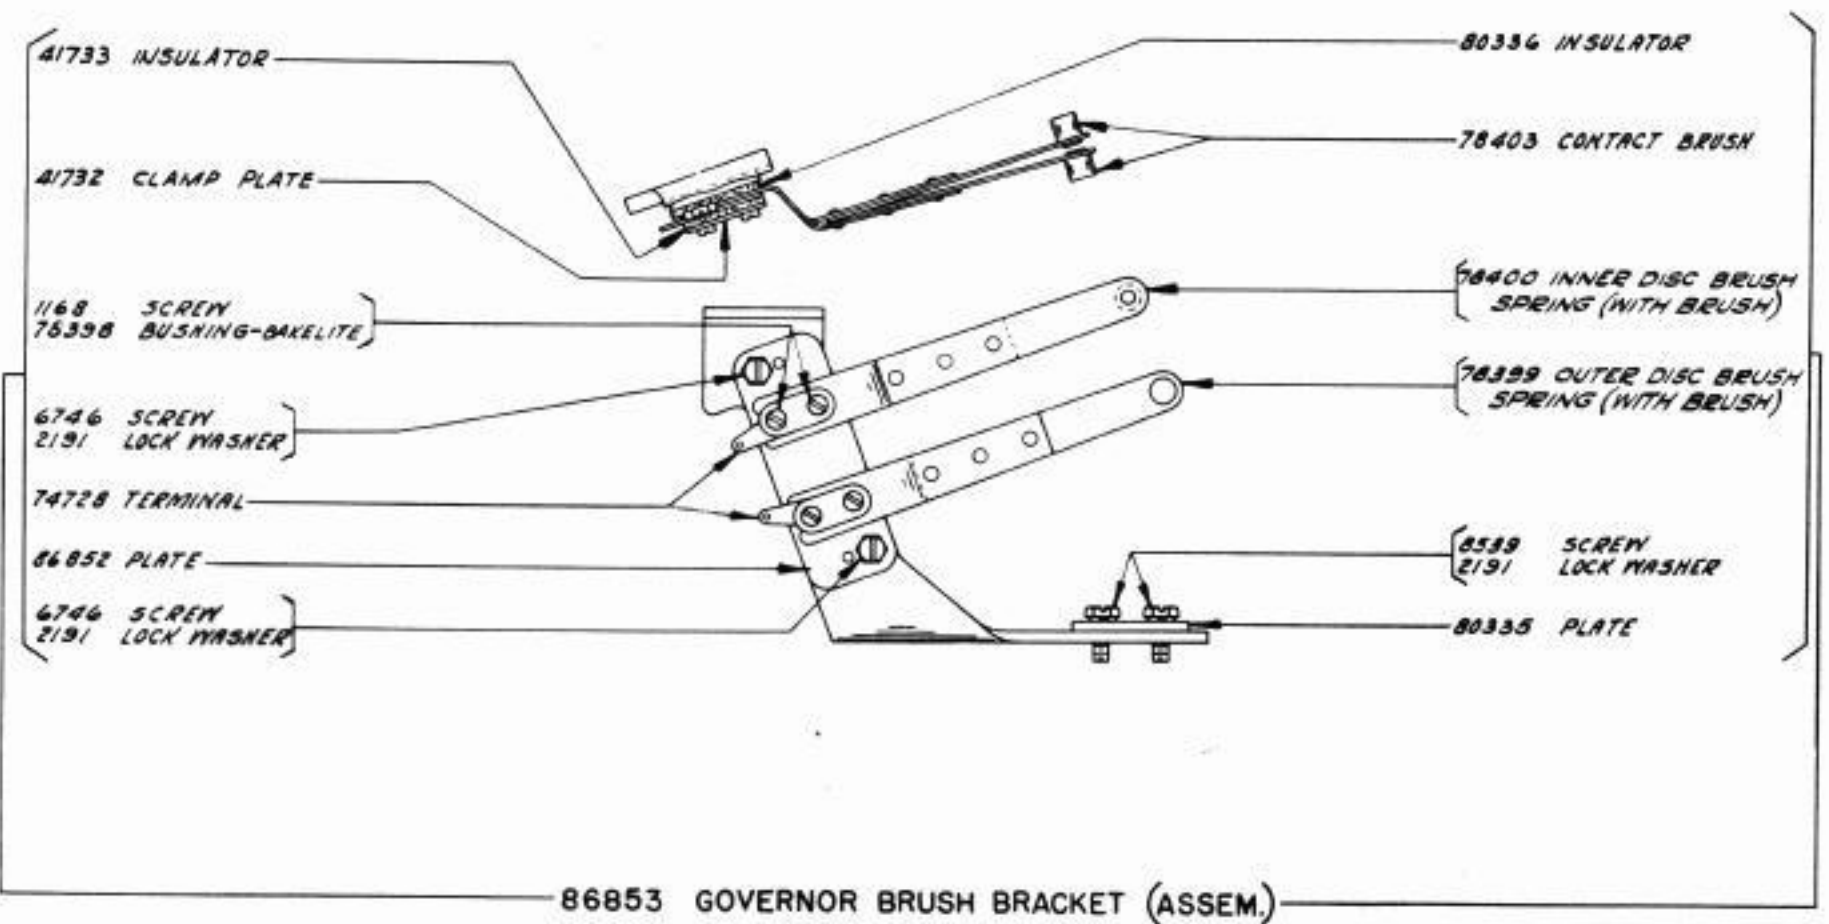 41733 INSULATOR
41732 CLAMP PLATE
1168 SCREW
78398 BUSHING-BAKELITE
6746 SCREW
2191 LOCK WASHER
74728 TERMINAL
86852 PLATE
6746 SCREW
2191 LOCK WASHER
80336 INSULATOR
78403 CONTACT BRUSH
78400 INNER DISC BRUSH
SPRING (WITH BRUSH)
78399 OUTER DISC BRUSH
SPRING (WITH BRUSH)
8539 SCREW
2191 LOCK WASHER
80335 PLATE
86853 GOVERNOR BRUSH BRACKET (ASSEM.)